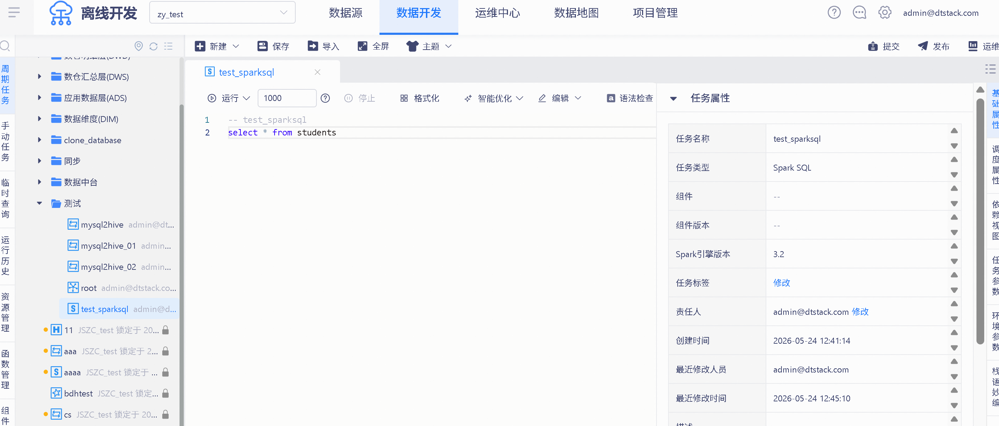 离线开发
zy_test
数据源
数据开发
运维中心
数据地图
项目管理
admin@dtstack.com
新建
保存
导入
全屏
主题
提交
发布
运维
周期任务
手动任务
临时查询
运行历史
资源管理
函数管理
组件
数仓明细层(DWD)
数仓汇总层(DWS)
应用数据层(ADS)
数据维度(DIM)
clone_database
同步
数据中台
测试
mysql2hive admin@dt...
mysql2hive_01 admin...
mysql2hive_02 admin...
root admin@dtstack.co...
test_sparksql admin@d...
11 JSZC_test 锁定于 20...
aaa JSZC_test 锁定于 2...
aaaa JSZC_test 锁定于 ...
bdhtest JSZC_test 锁定...
cs JSZC_test 锁定于 20...
test_sparksql
运行
1000
停止
格式化
智能优化
编辑
语法检查
1 -- test_sparksql
2 select * from students
任务属性
任务名称 test_sparksql
任务类型 Spark SQL
组件 --
组件版本 --
Spark引擎版本 3.2
任务标签 修改
责任人 admin@dtstack.com 修改
创建时间 2026-05-24 12:41:14
最近修改人员 admin@dtstack.com
最近修改时间 2026-05-24 12:45:10
基础属性
调度属性
依赖视图
任务参数
环境参数
栈语妙编